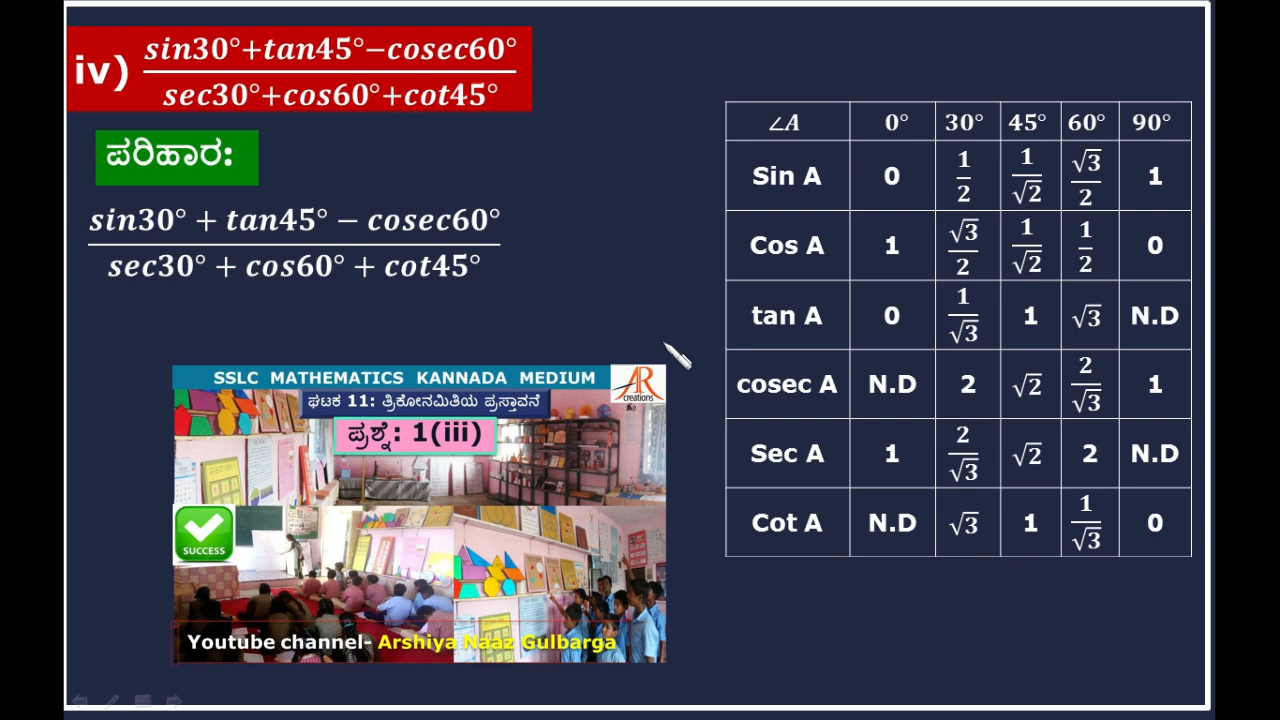 iv) sin30°+tan45°−cosec60°
sec30°+cos60°+cot45°
ಪರಿಹಾರ:
sin30° + tan45° − cosec60°
sec30° + cos60° + cot45°
∠A 0° 30° 45° 60° 90°
Sin A 0 1/2 1/√2 √3/2 1
Cos A 1 √3/2 1/√2 1/2 0
tan A 0 1/√3 1 √3 N.D
cosec A N.D 2 √2 2/√3 1
Sec A 1 2/√3 √2 2 N.D
Cot A N.D √3 1 1/√3 0
SSLC MATHEMATICS KANNADA MEDIUM
AR
creations
ಘಟಕ 11: ತ್ರಿಕೋನಮಿತಿಯ ಪ್ರಸ್ತಾವನೆ
ಪ್ರಶ್ನೆ: 1(iii)
SUCCESS
Youtube channel- Arshiya Naaz Gulbarga